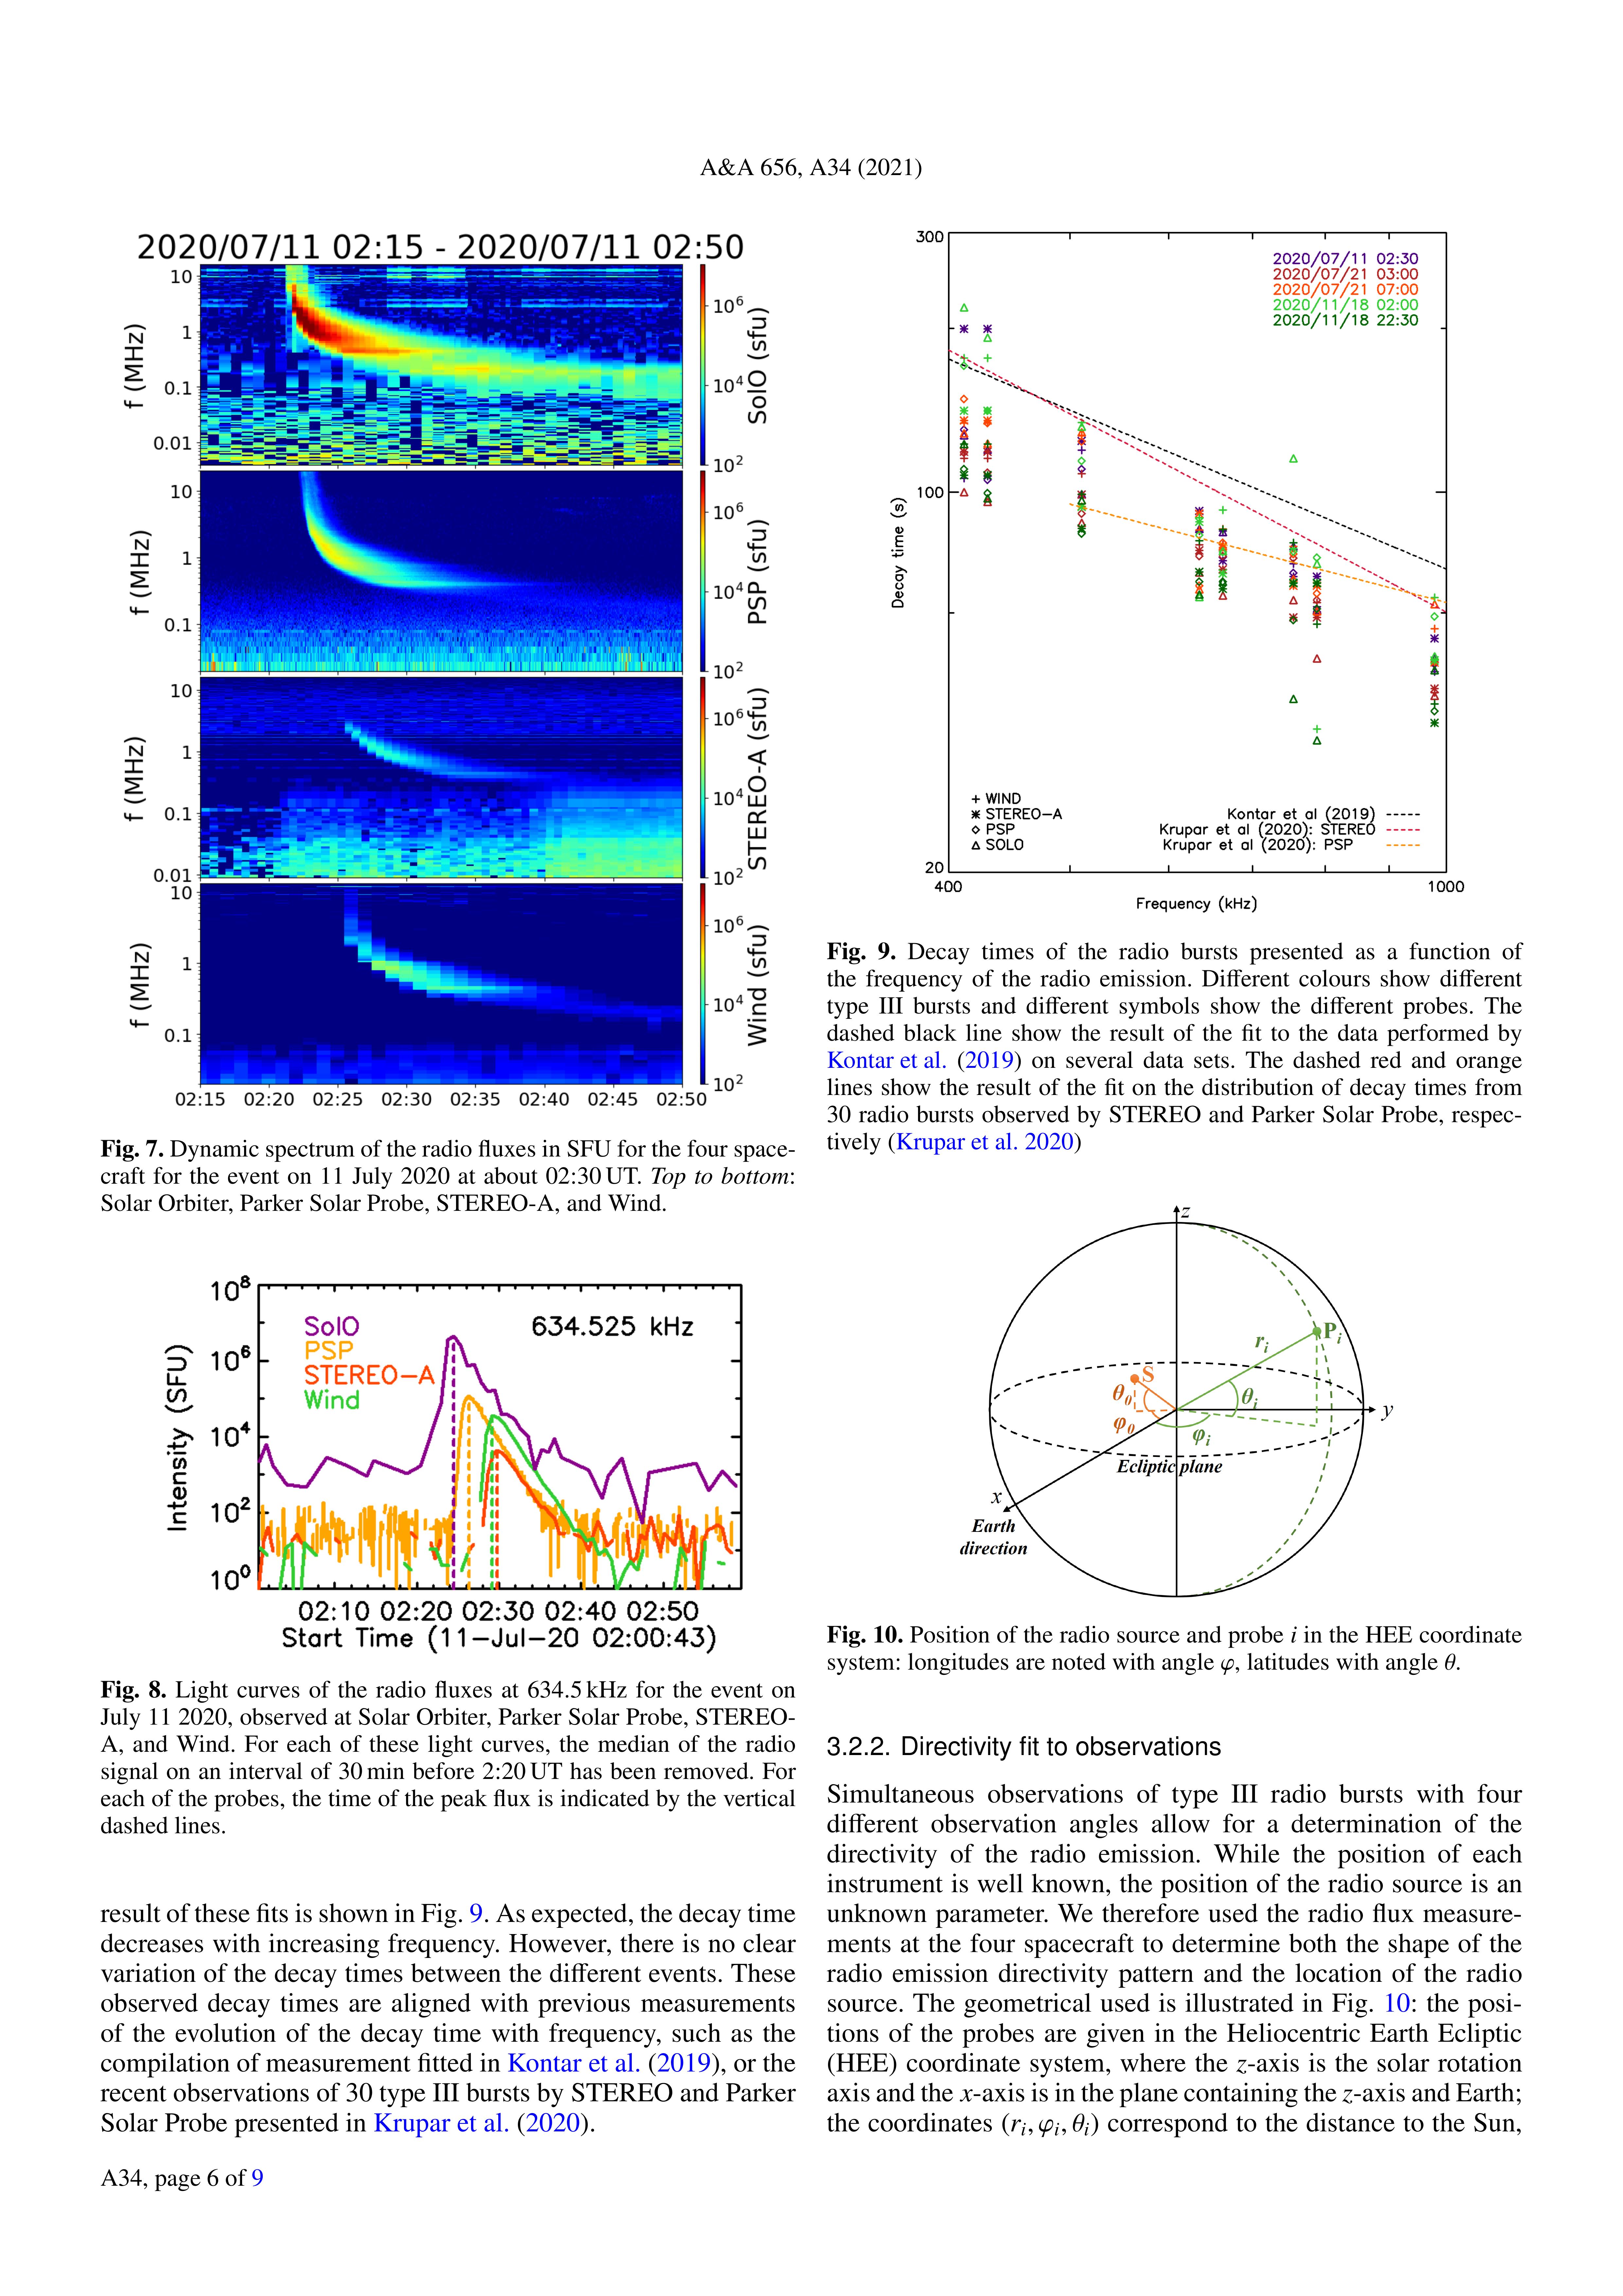 A&A 656, A34 (2021)
2020/07/11 02:15 - 2020/07/11 02:50
10
1
0.1
0.01
f (MHz)
10⁶
10⁴
10²
SolO (sfu)
10
1
0.1
f (MHz)
10⁶
10⁴
10²
PSP (sfu)
10
1
0.1
0.01
f (MHz)
10⁶
10⁴
10²
STEREO-A (sfu)
10
1
0.1
f (MHz)
10⁶
10⁴
10²
Wind (sfu)
02:15 02:20 02:25 02:30 02:35 02:40 02:45 02:50
Fig. 7. Dynamic spectrum of the radio fluxes in SFU for the four space-
craft for the event on 11 July 2020 at about 02:30 UT. Top to bottom:
Solar Orbiter, Parker Solar Probe, STEREO-A, and Wind.
10⁸
10⁶
10⁴
10²
10⁰
Intensity (SFU)
SolO
PSP
STEREO−A
Wind
634.525 kHz
02:10 02:20 02:30 02:40 02:50
Start Time (11−Jul−20 02:00:43)
Fig. 8. Light curves of the radio fluxes at 634.5 kHz for the event on
July 11 2020, observed at Solar Orbiter, Parker Solar Probe, STEREO-
A, and Wind. For each of these light curves, the median of the radio
signal on an interval of 30 min before 2:20 UT has been removed. For
each of the probes, the time of the peak flux is indicated by the vertical
dashed lines.
result of these fits is shown in Fig. 9. As expected, the decay time
decreases with increasing frequency. However, there is no clear
variation of the decay times between the different events. These
observed decay times are aligned with previous measurements
of the evolution of the decay time with frequency, such as the
compilation of measurement fitted in Kontar et al. (2019), or the
recent observations of 30 type III bursts by STEREO and Parker
Solar Probe presented in Krupar et al. (2020).
300
100
20
Decay time (s)
2020/07/11 02:30
2020/07/21 03:00
2020/07/21 07:00
2020/11/18 02:00
2020/11/18 22:30
+ WIND
∗ STEREO−A
◇ PSP
△ SOLO
Kontar et al (2019)
Krupar et al (2020): STEREO
Krupar et al (2020): PSP
400 1000
Frequency (kHz)
Fig. 9. Decay times of the radio bursts presented as a function of
the frequency of the radio emission. Different colours show different
type III bursts and different symbols show the different probes. The
dashed black line show the result of the fit to the data performed by
Kontar et al. (2019) on several data sets. The dashed red and orange
lines show the result of the fit on the distribution of decay times from
30 radio bursts observed by STEREO and Parker Solar Probe, respec-
tively (Krupar et al. 2020)
z
Pᵢ
rᵢ
S
θ₀
θᵢ
y
φ₀
φᵢ
Ecliptic plane
x
Earth
direction
Fig. 10. Position of the radio source and probe i in the HEE coordinate
system: longitudes are noted with angle φ, latitudes with angle θ.
3.2.2. Directivity fit to observations
Simultaneous observations of type III radio bursts with four
different observation angles allow for a determination of the
directivity of the radio emission. While the position of each
instrument is well known, the position of the radio source is an
unknown parameter. We therefore used the radio flux measure-
ments at the four spacecraft to determine both the shape of the
radio emission directivity pattern and the location of the radio
source. The geometrical used is illustrated in Fig. 10: the posi-
tions of the probes are given in the Heliocentric Earth Ecliptic
(HEE) coordinate system, where the z-axis is the solar rotation
axis and the x-axis is in the plane containing the z-axis and Earth;
the coordinates (rᵢ, φᵢ, θᵢ) correspond to the distance to the Sun,
A34, page 6 of 9